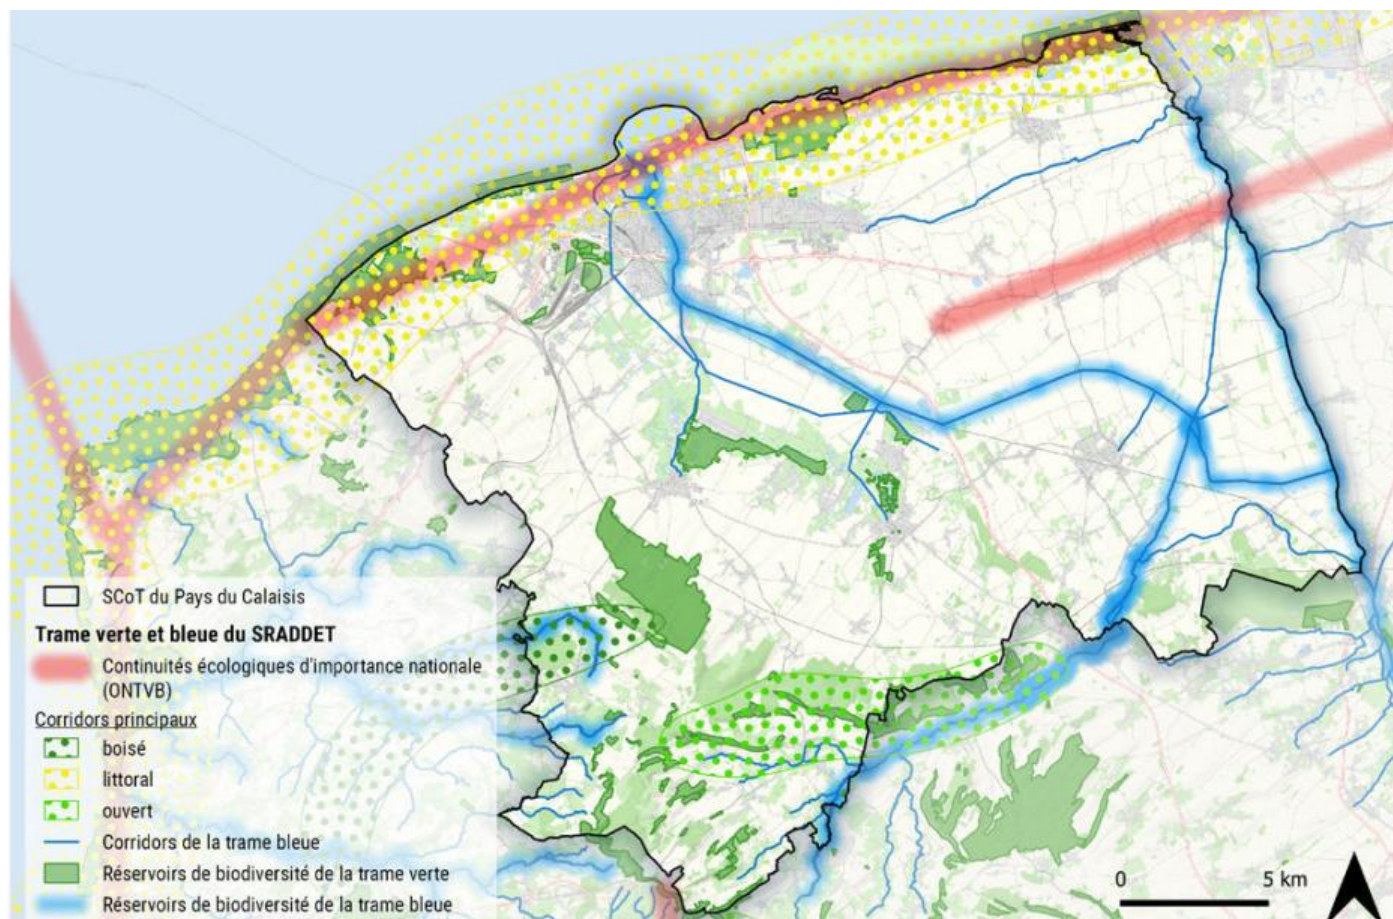 SCoT du Pays du Calaisis
Trame verte et bleue du SRADDET
Continuités écologiques d'importance nationale
(ONTVB)
Corridors principaux
boisé
littoral
ouvert
Corridors de la trame bleue
Réservoirs de biodiversité de la trame verte
Réservoirs de biodiversité de la trame bleue
0 5 km